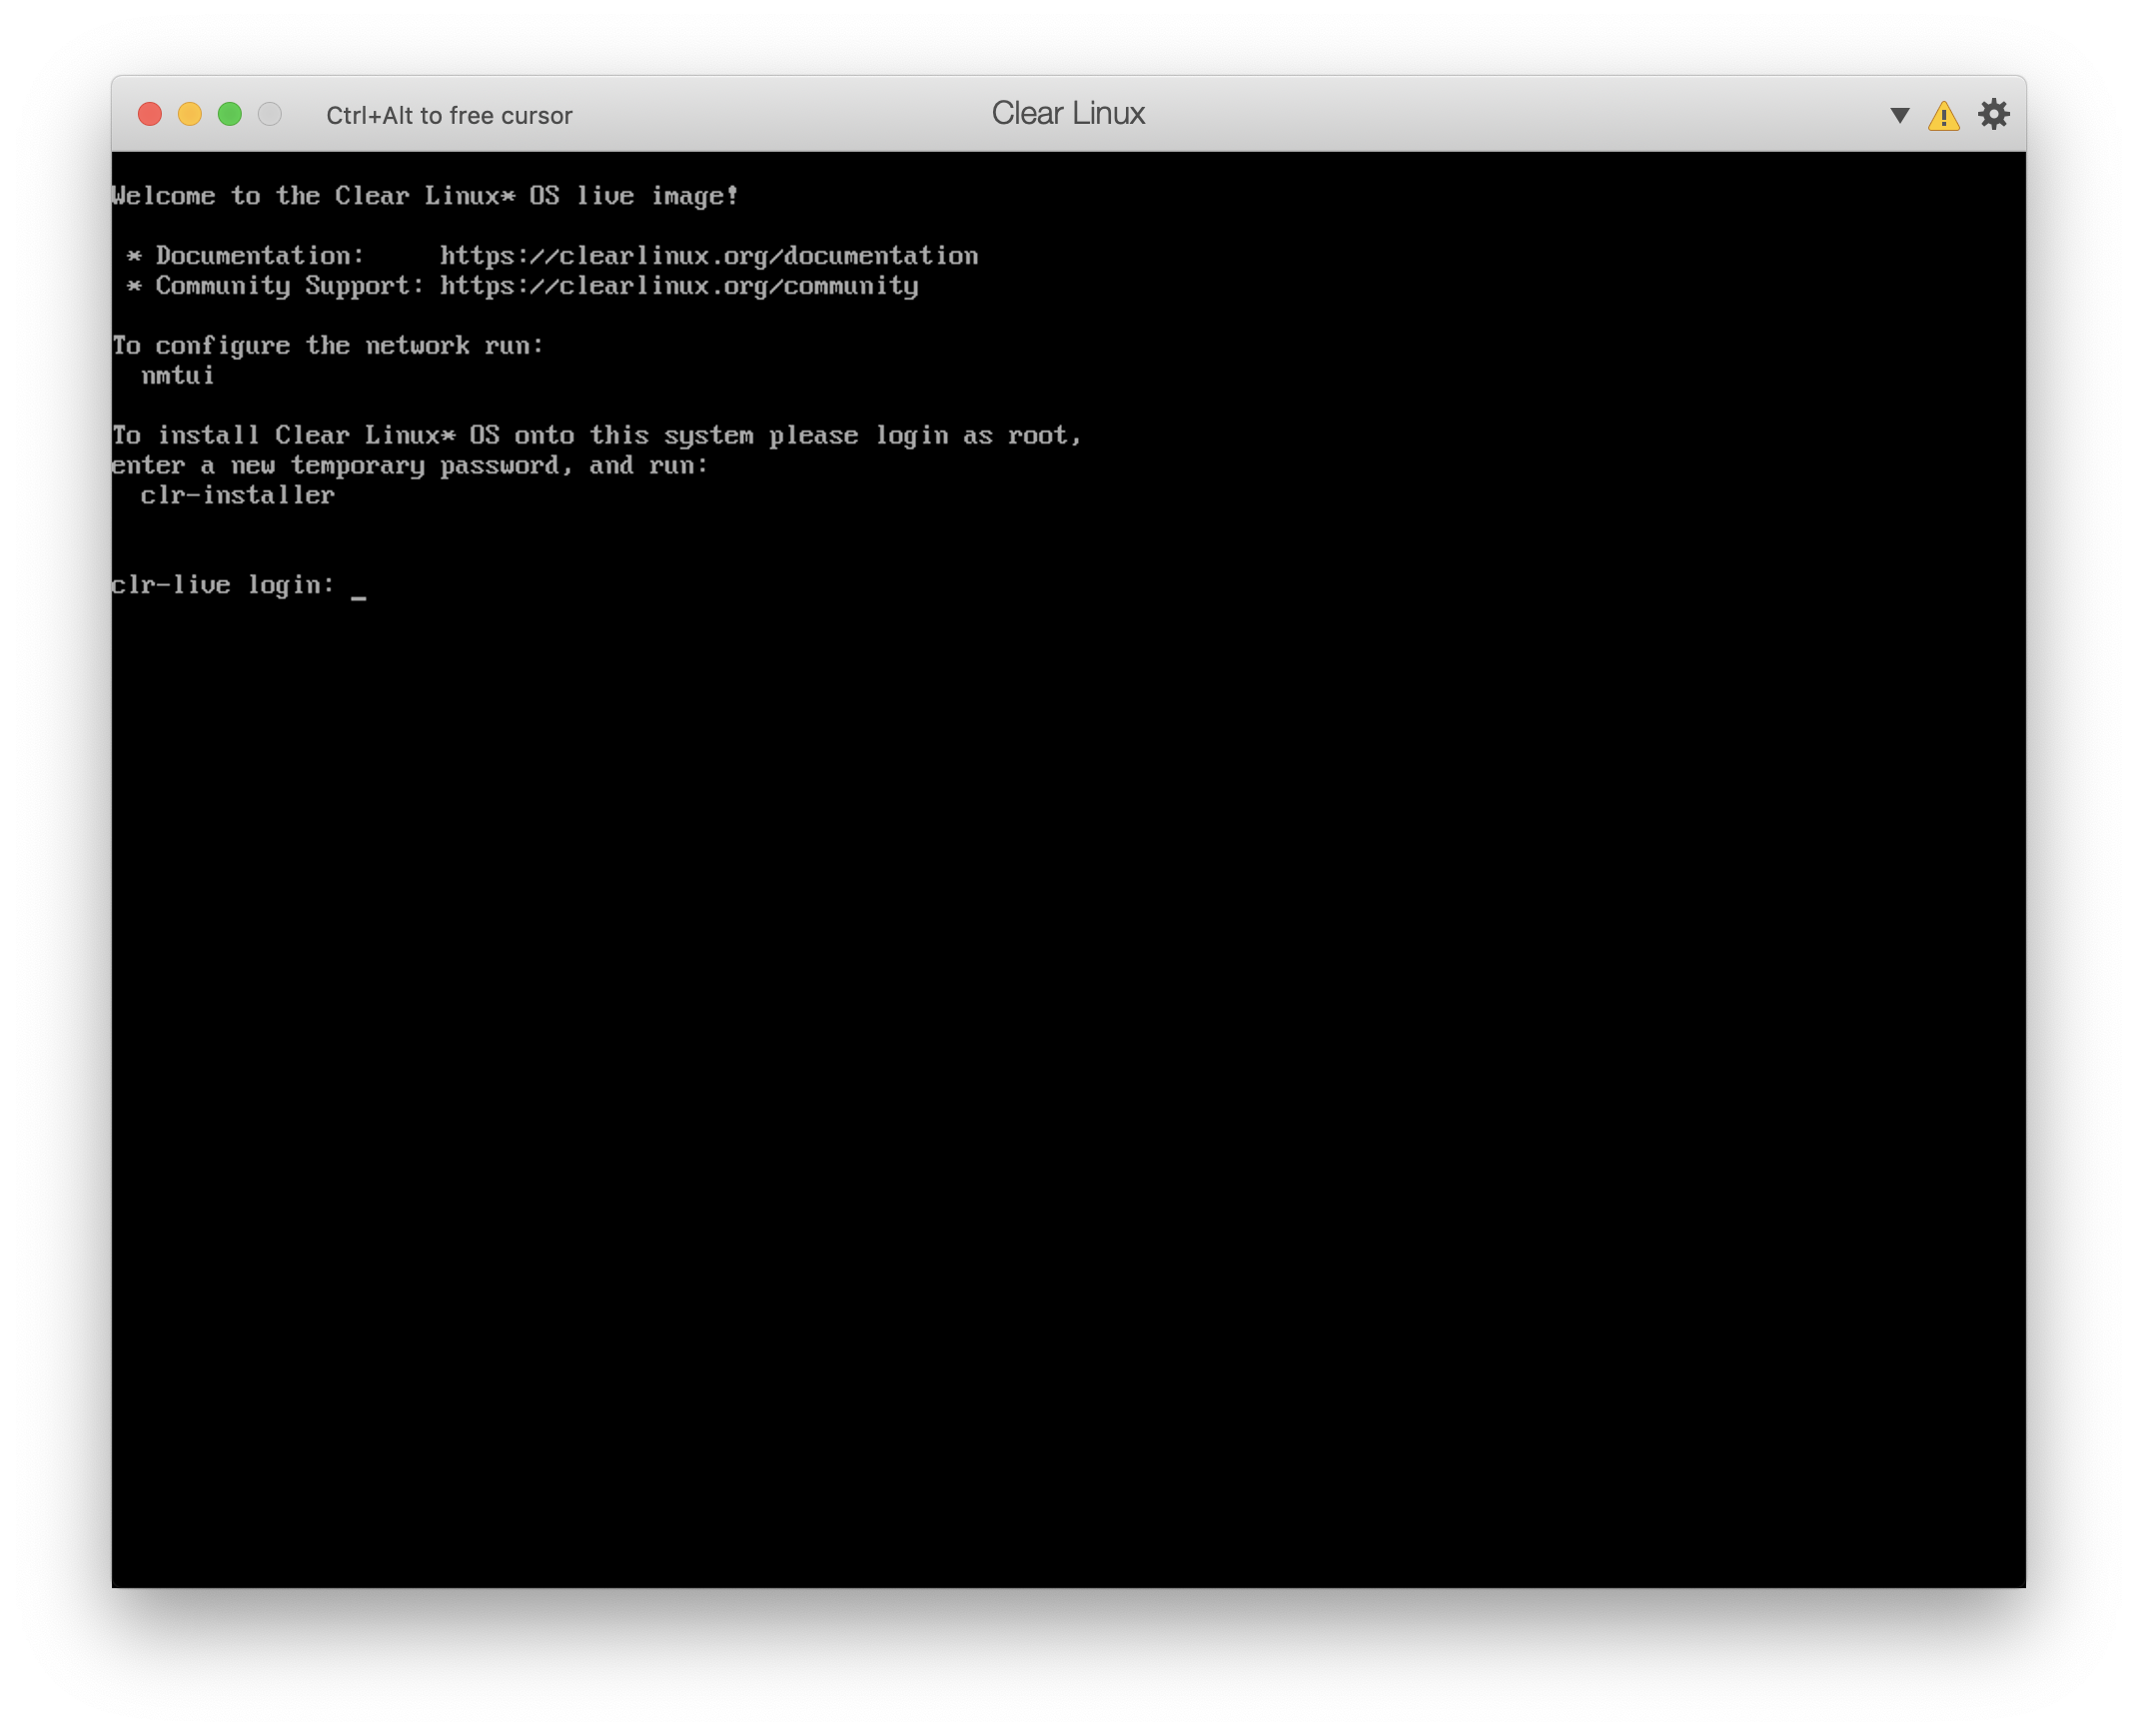 Ctrl+Alt to free cursor
Clear Linux
Welcome to the Clear Linux* OS live image!
* Documentation:     https://clearlinux.org/documentation
* Community Support: https://clearlinux.org/community
To configure the network run:
nmtui
To install Clear Linux* OS onto this system please login as root,
enter a new temporary password, and run:
clr-installer
clr-live login: _